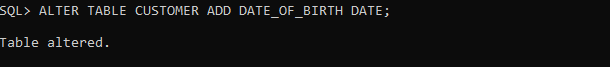 SQL> ALTER TABLE CUSTOMER ADD DATE_OF_BIRTH DATE;
Table altered.